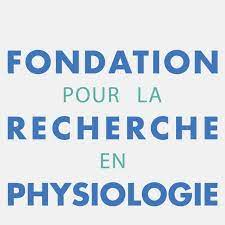 FONDATION
POUR LA
RECHERCHE
EN
PHYSIOLOGIE